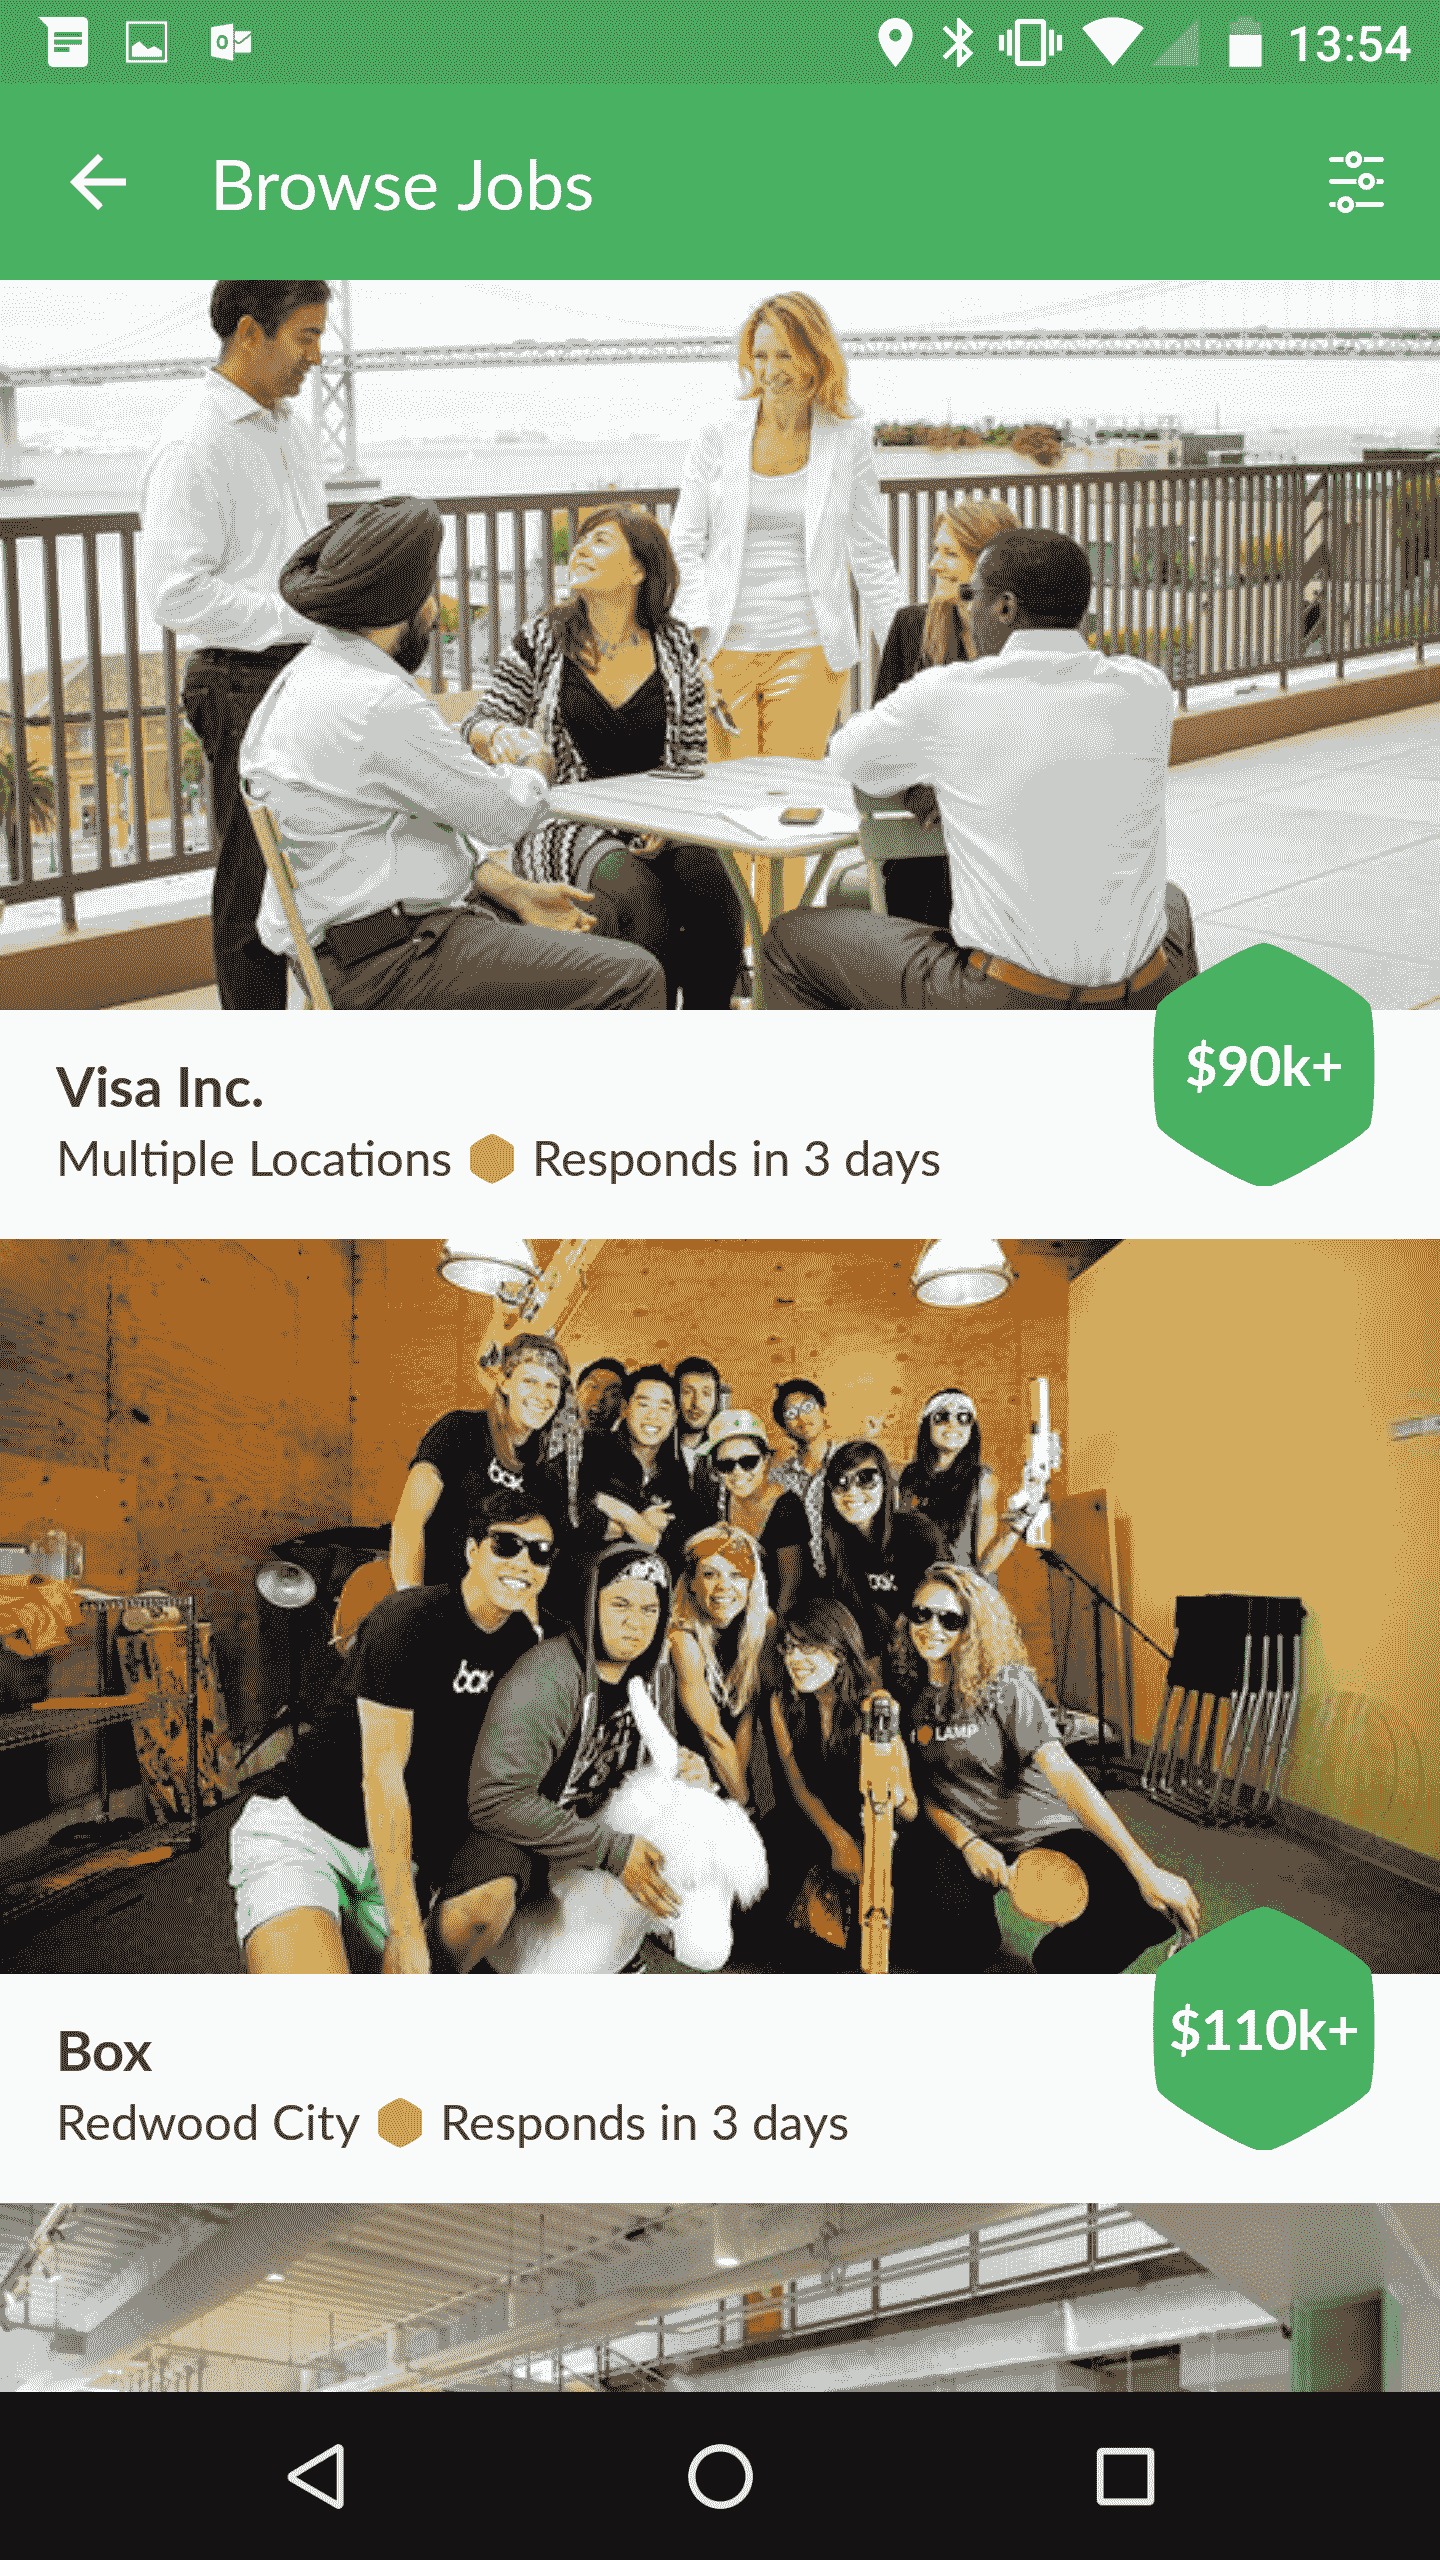 13:54
Browse Jobs
$90k+
Visa Inc.
Multiple Locations Responds in 3 days
box
box
box
LAMP
$110k+
Box
Redwood City Responds in 3 days